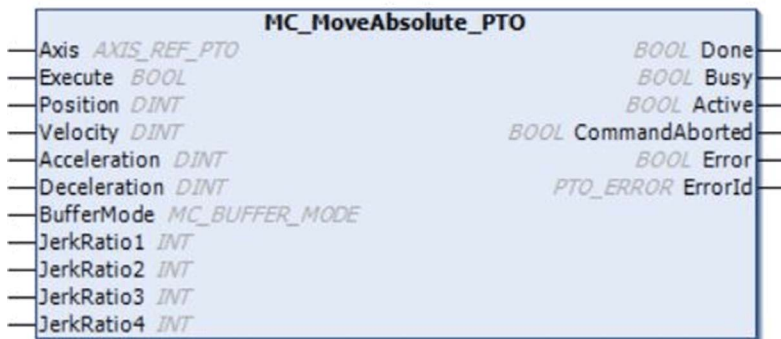 MC_MoveAbsolute_PTO
Axis AXIS_REF_PTO BOOL Done
Execute BOOL BOOL Busy
Position DINT BOOL Active
Velocity DINT BOOL CommandAborted
Acceleration DINT BOOL Error
Deceleration DINT PTO_ERROR ErrorId
BufferMode MC_BUFFER_MODE
JerkRatio1 INT
JerkRatio2 INT
JerkRatio3 INT
JerkRatio4 INT